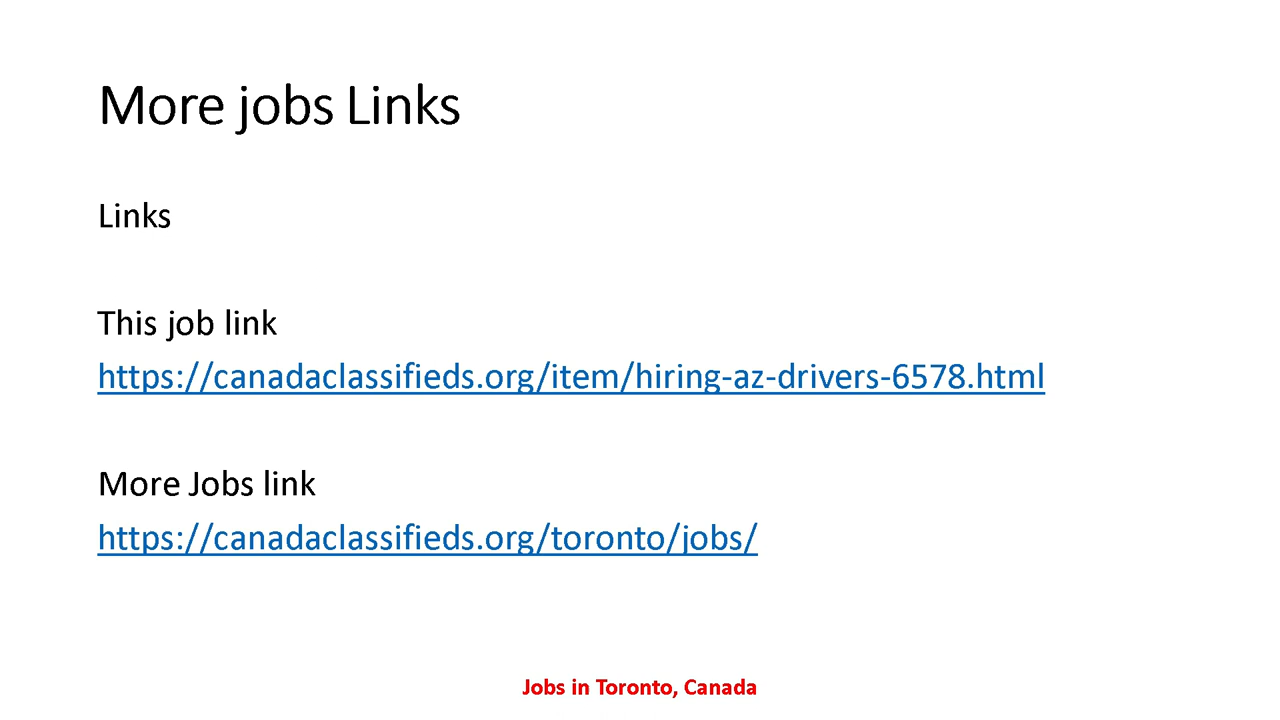 More jobs Links
Links
This job link
https://canadaclassifieds.org/item/hiring-az-drivers-6578.html
More Jobs link
https://canadaclassifieds.org/toronto/jobs/
Jobs in Toronto, Canada